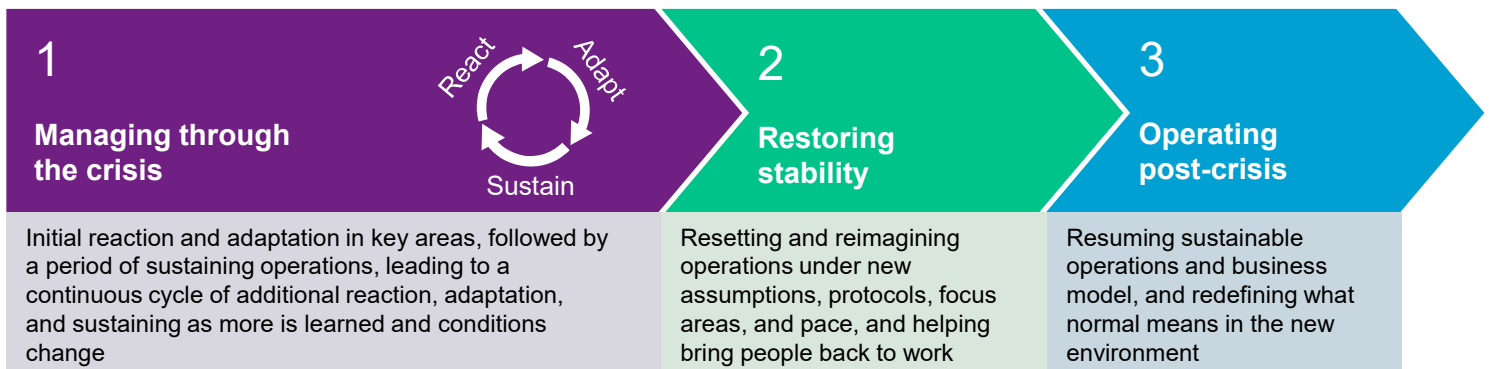 1
Managing through
the crisis
React
Adapt
Sustain
Initial reaction and adaptation in key areas, followed by
a period of sustaining operations, leading to a
continuous cycle of additional reaction, adaptation,
and sustaining as more is learned and conditions
change
2
Restoring
stability
Resetting and reimagining
operations under new
assumptions, protocols, focus
areas, and pace, and helping
bring people back to work
3
Operating
post-crisis
Resuming sustainable
operations and business
model, and redefining what
normal means in the new
environment